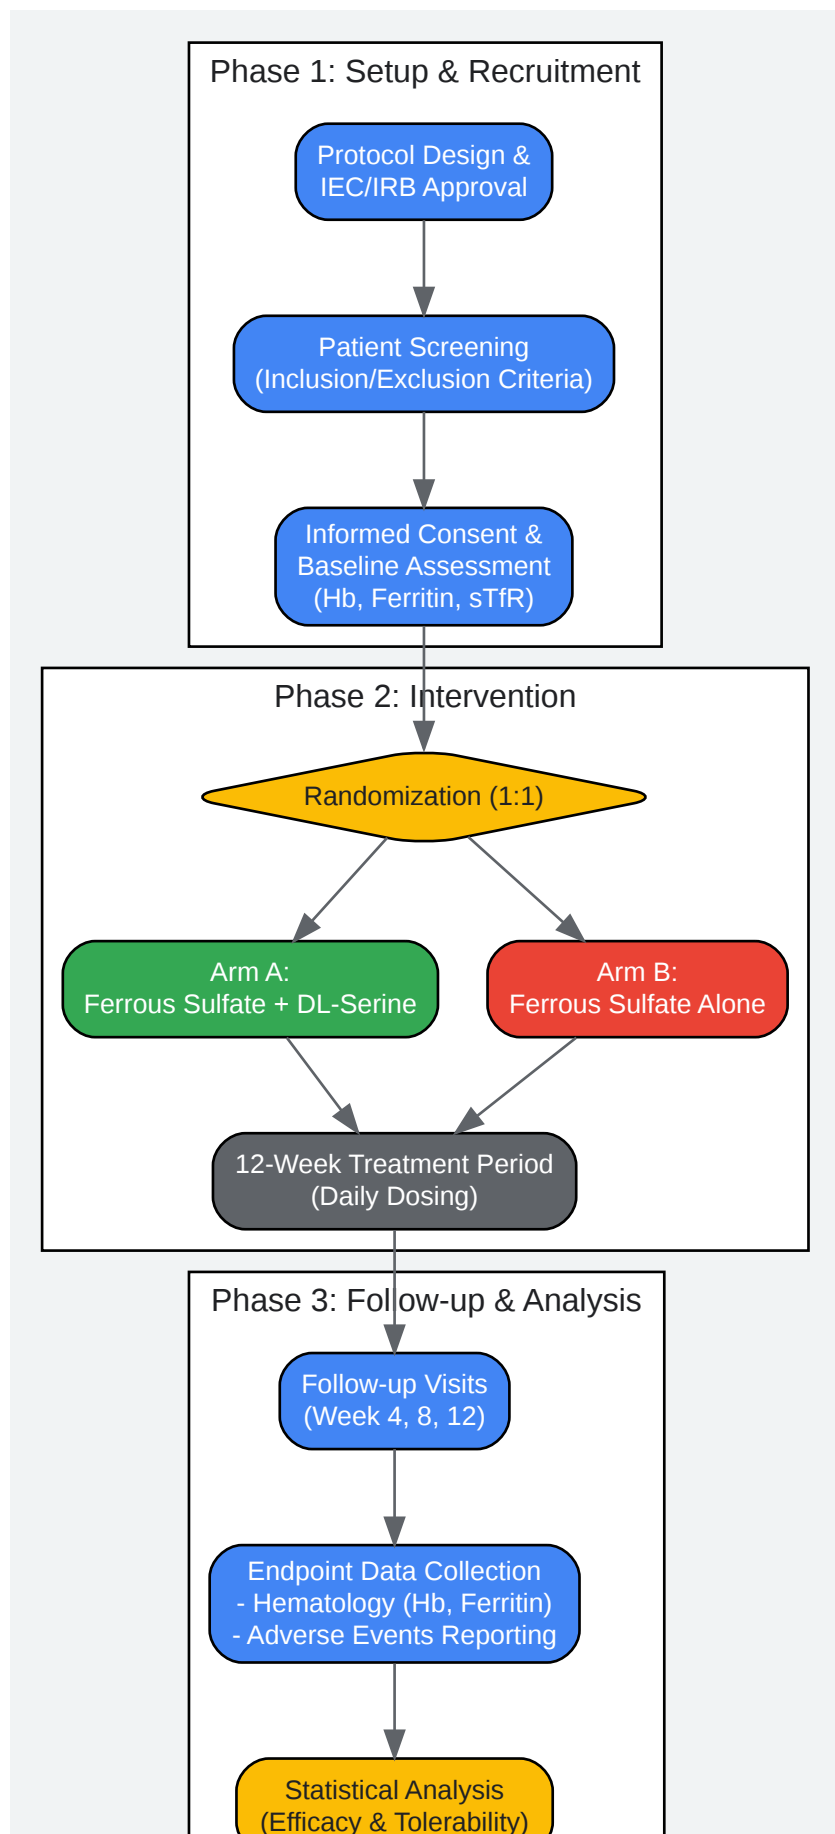 Phase 1: Setup & Recruitment
Protocol Design &
IEC/IRB Approval
Patient Screening
(Inclusion/Exclusion Criteria)
Informed Consent &
Baseline Assessment
(Hb, Ferritin, sTfR)
Phase 2: Intervention
Randomization (1:1)
Arm A:
Ferrous Sulfate + DL-Serine
Arm B:
Ferrous Sulfate Alone
12-Week Treatment Period
(Daily Dosing)
Phase 3: Follow-up & Analysis
Follow-up Visits
(Week 4, 8, 12)
Endpoint Data Collection
- Hematology (Hb, Ferritin)
- Adverse Events Reporting
Statistical Analysis
(Efficacy & Tolerability)